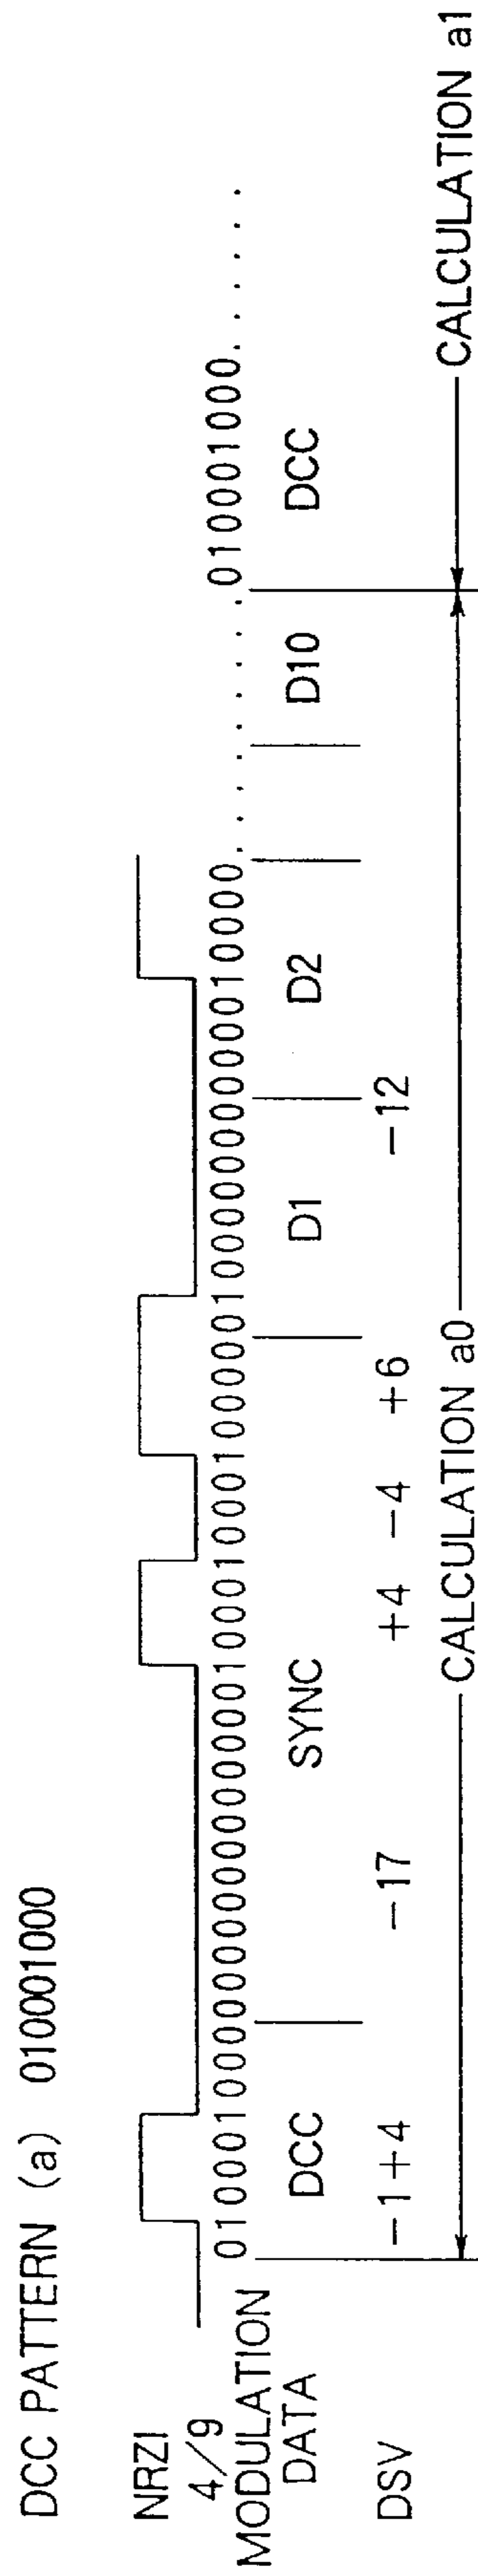 DCC PATTERN (a) 010001000
NRZI
4/9 MODULATION DATA 01000100000000000000001000100010000010000000000010000.........010001000......
DCC SYNC D1 D2 D10 DCC
DSV −1+4 −17 +4 −4 +6 −12
CALCULATION a0 CALCULATION a1